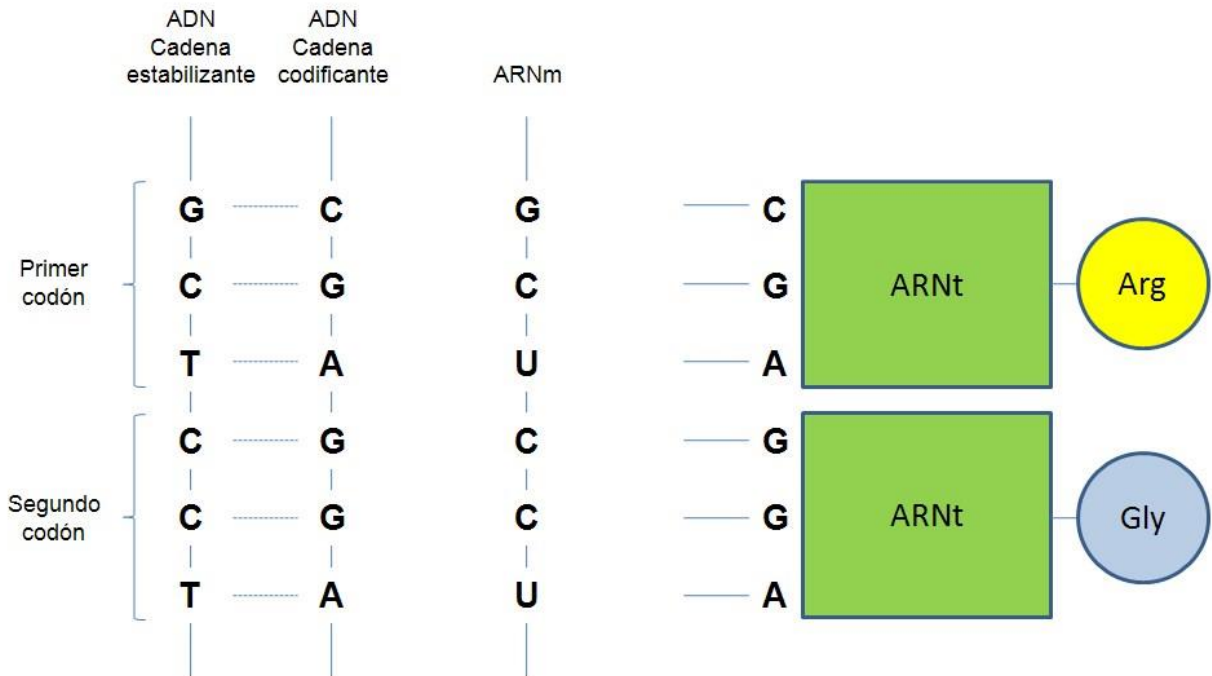 ADN
Cadena
estabilizante
ADN
Cadena
codificante
ARNm
Primer
codón
G C G C
C G C G ARNt Arg
T A U A
Segundo
codón
C G C G
C G C G ARNt Gly
T A U A